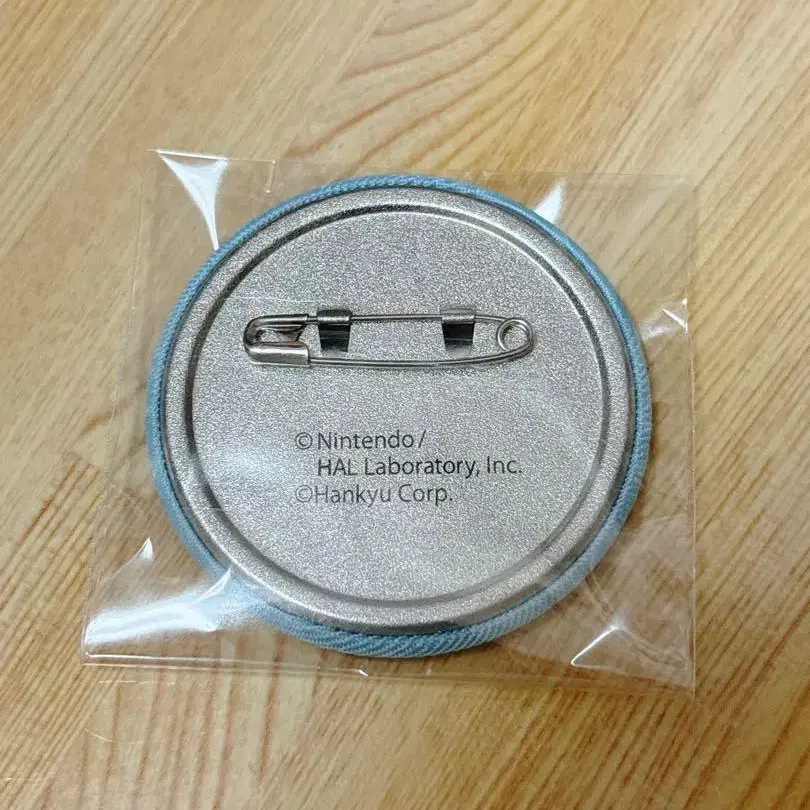 ©Nintendo/
HAL Laboratory, Inc.
©Hankyu Corp.